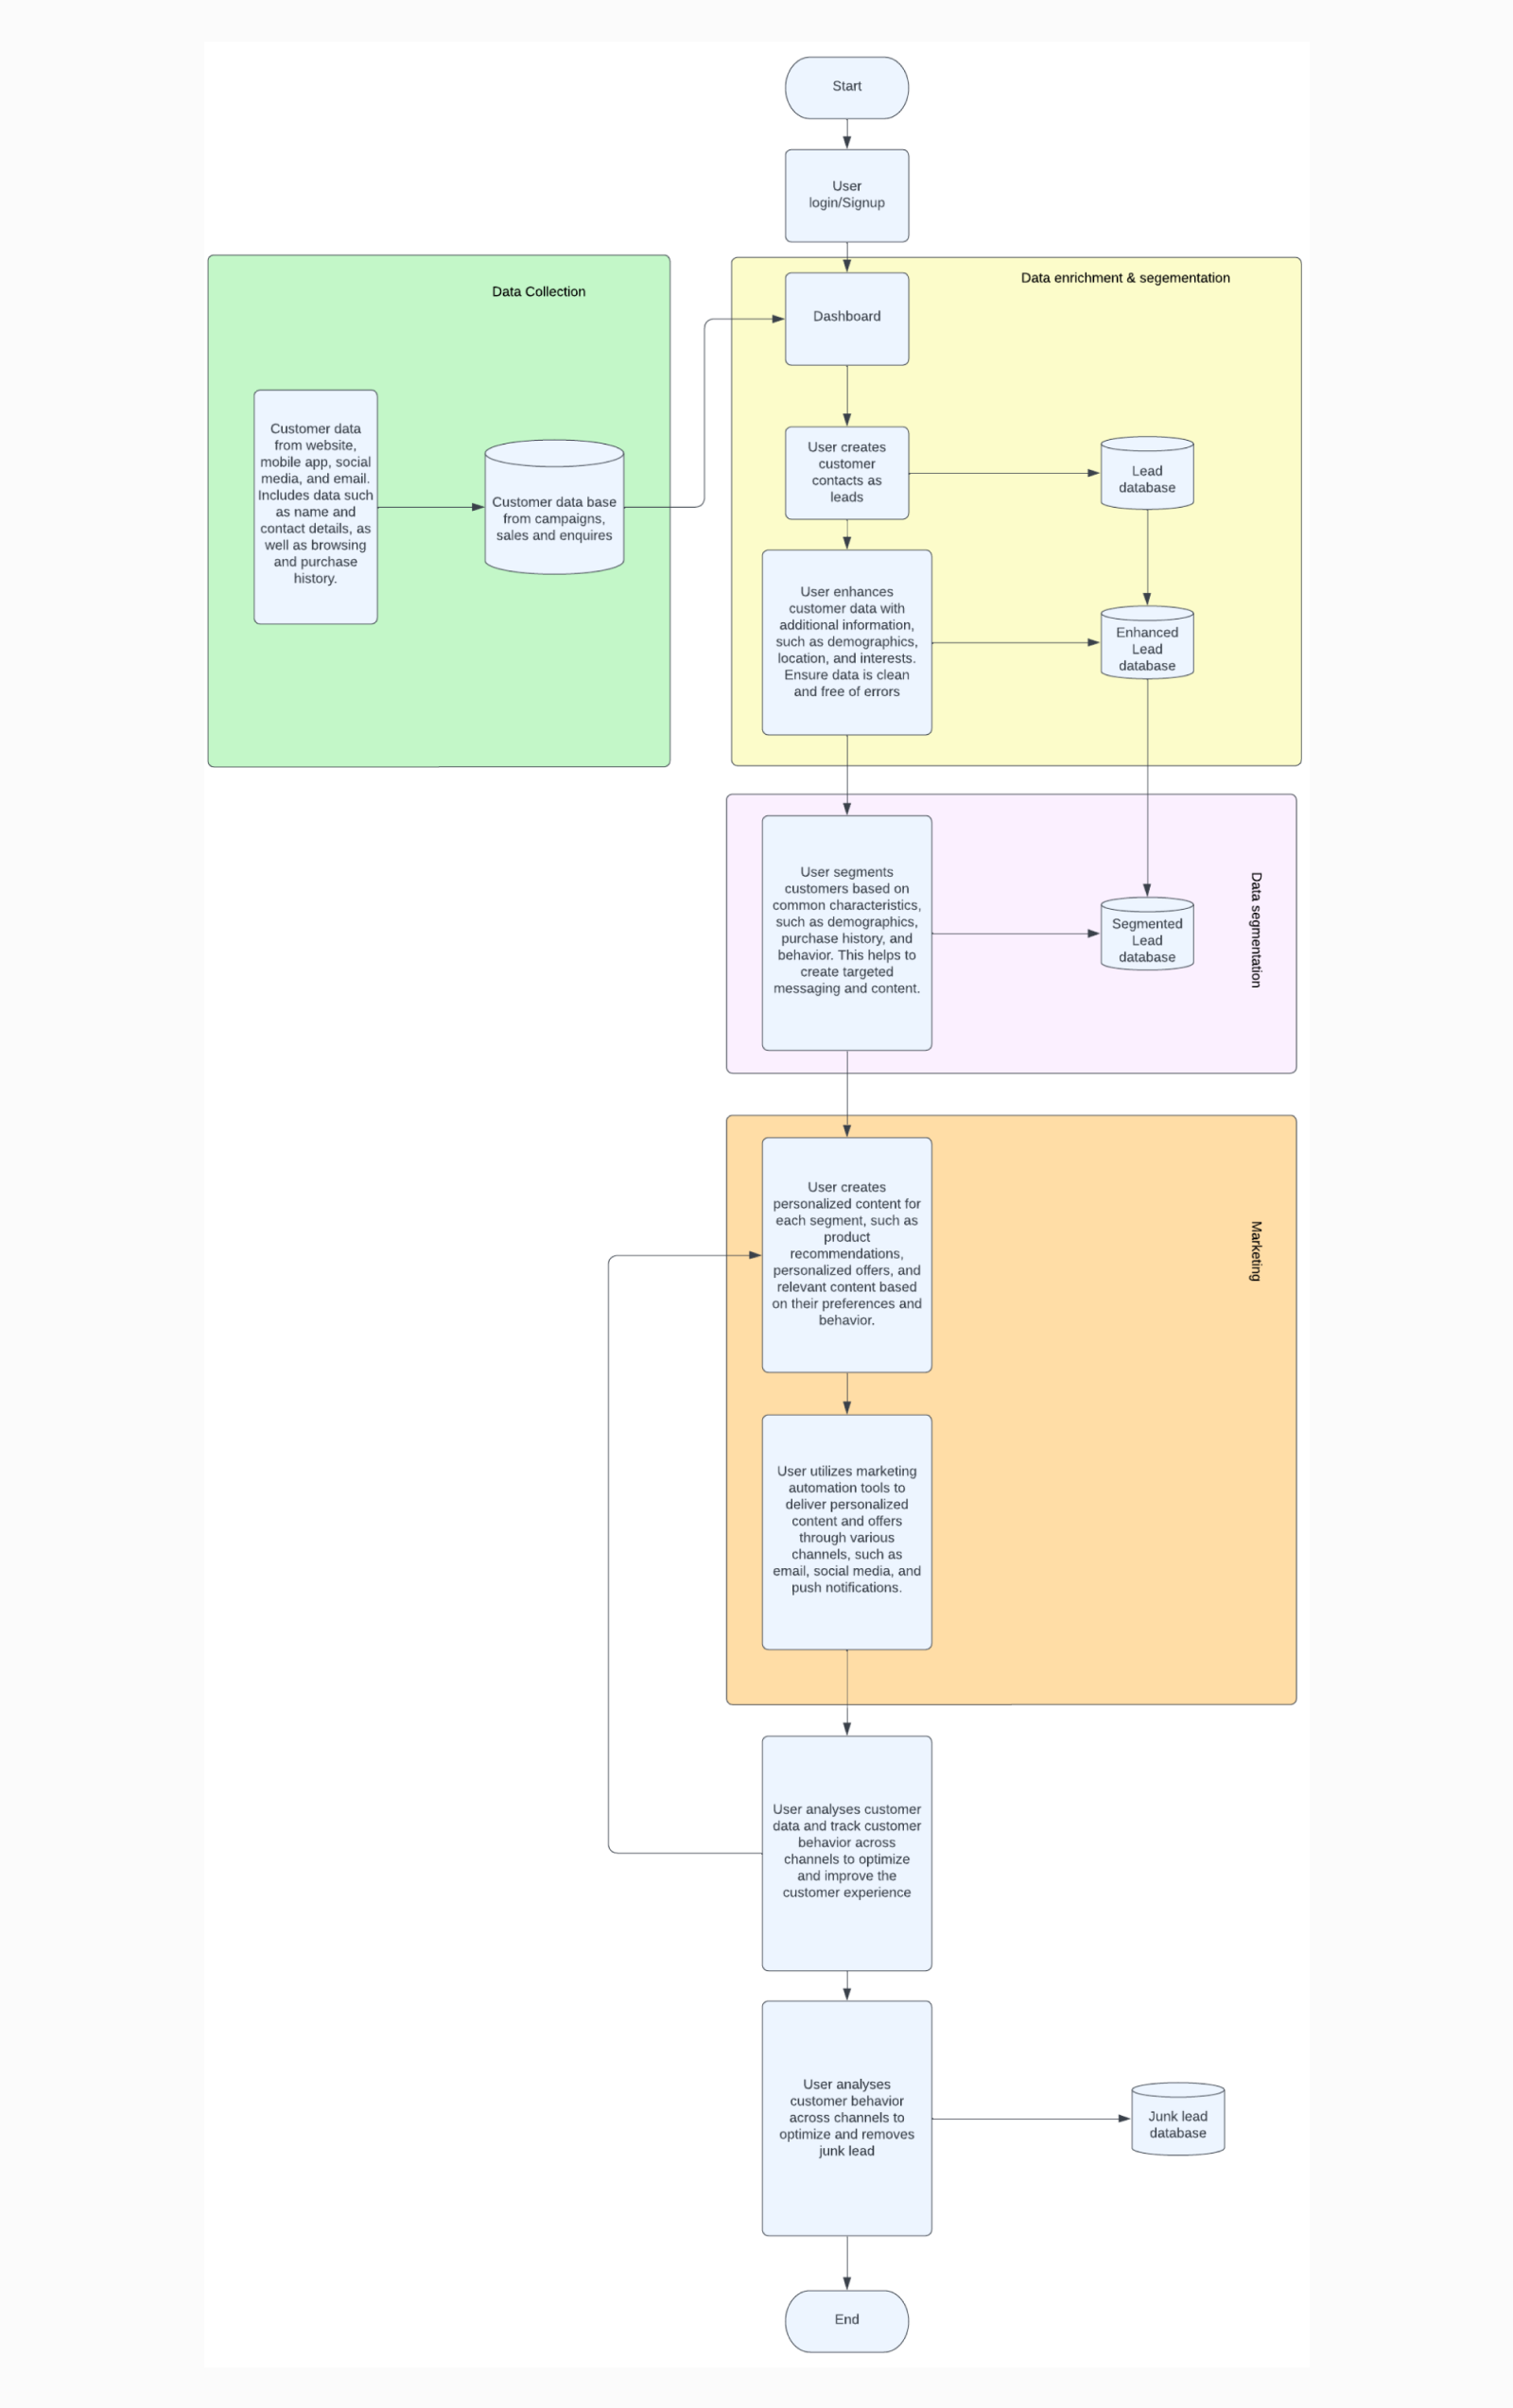 Start
User
login/Signup
Data Collection
Customer data
from website,
mobile app, social
media, and email.
Includes data such
as name and
contact details, as
well as browsing
and purchase
history.
Customer data base
from campaigns,
sales and enquires
Data enrichment & segementation
Dashboard
User creates
customer
contacts as
leads
Lead
database
User enhances
customer data with
additional information,
such as demographics,
location, and interests.
Ensure data is clean
and free of errors
Enhanced
Lead
database
User segments
customers based on
common characteristics,
such as demographics,
purchase history, and
behavior. This helps to
create targeted
messaging and content.
Segmented
Lead
database
Data segmentation
User creates
personalized content for
each segment, such as
product
recommendations,
personalized offers, and
relevant content based
on their preferences and
behavior.
Marketing
User utilizes marketing
automation tools to
deliver personalized
content and offers
through various
channels, such as
email, social media, and
push notifications.
User analyses customer
data and track customer
behavior across
channels to optimize
and improve the
customer experience
User analyses
customer behavior
across channels to
optimize and removes
junk lead
Junk lead
database
End